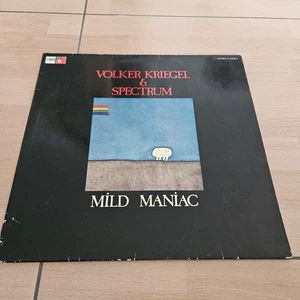 VOLKER KRIEGEL
&
SPECTRUM
MiLD MANiAC